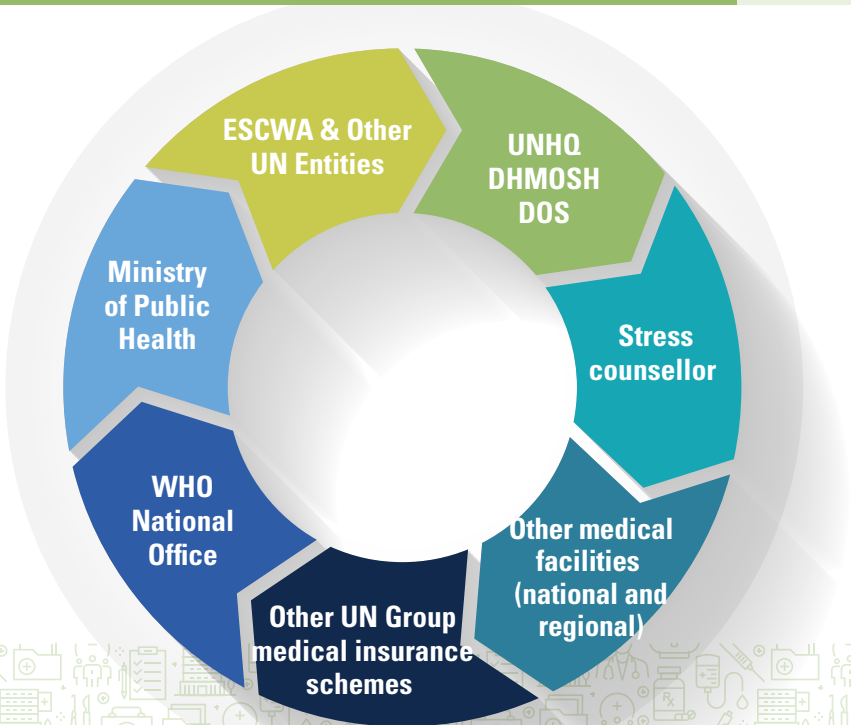 ESCWA & Other
UN Entities
UNHQ
DHMOSH
DOS
Stress
counsellor
Other medical
facilities
(national and
regional)
Other UN Group
medical insurance
schemes
WHO
National
Office
Ministry
of Public
Health